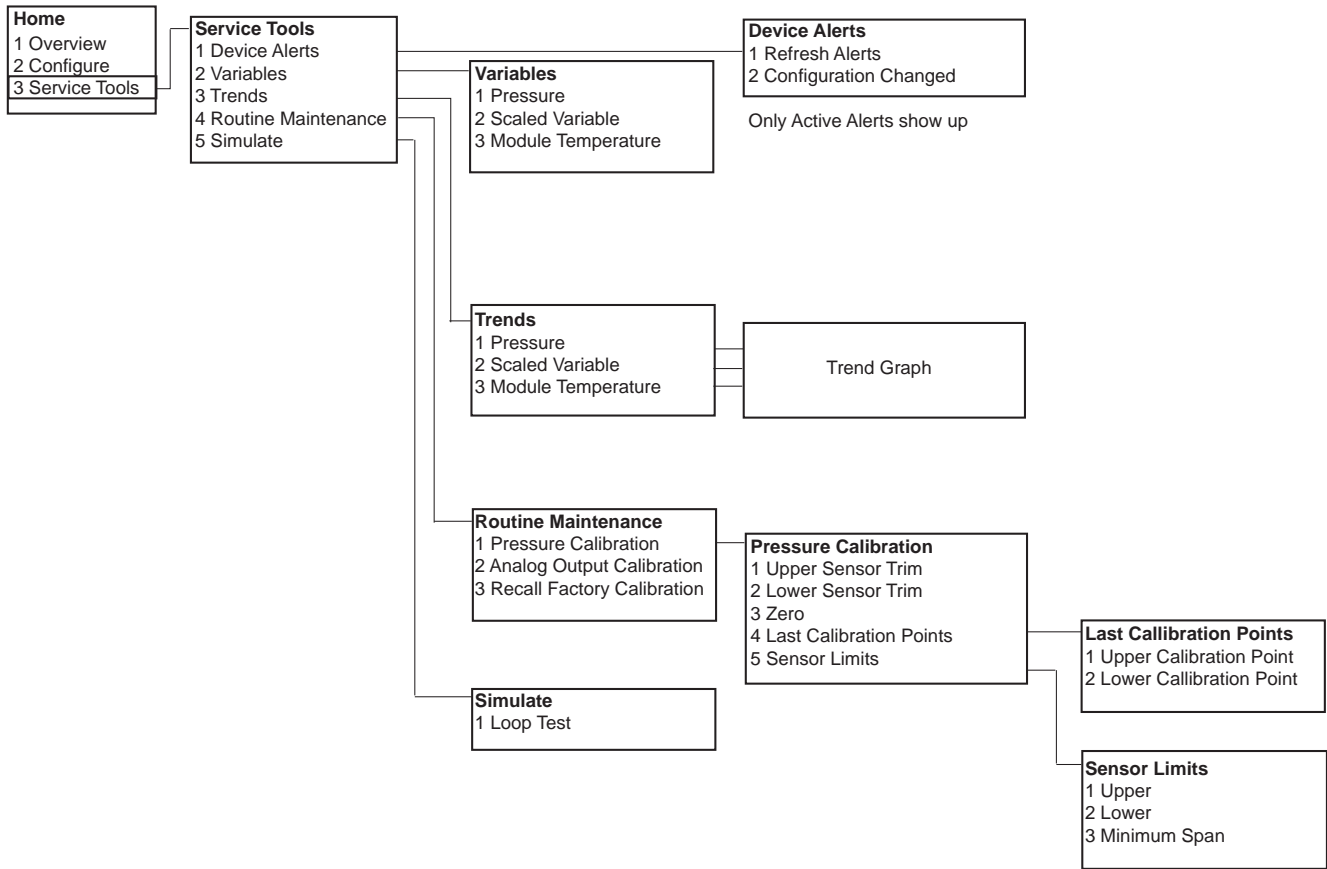 Home
1 Overview
2 Configure
3 Service Tools
Service Tools
1 Device Alerts
2 Variables
3 Trends
4 Routine Maintenance
5 Simulate
Device Alerts
1 Refresh Alerts
2 Configuration Changed
Only Active Alerts show up
Variables
1 Pressure
2 Scaled Variable
3 Module Temperature
Trends
1 Pressure
2 Scaled Variable
3 Module Temperature
Trend Graph
Routine Maintenance
1 Pressure Calibration
2 Analog Output Calibration
3 Recall Factory Calibration
Pressure Calibration
1 Upper Sensor Trim
2 Lower Sensor Trim
3 Zero
4 Last Calibration Points
5 Sensor Limits
Last Callibration Points
1 Upper Calibration Point
2 Lower Callibration Point
Simulate
1 Loop Test
Sensor Limits
1 Upper
2 Lower
3 Minimum Span